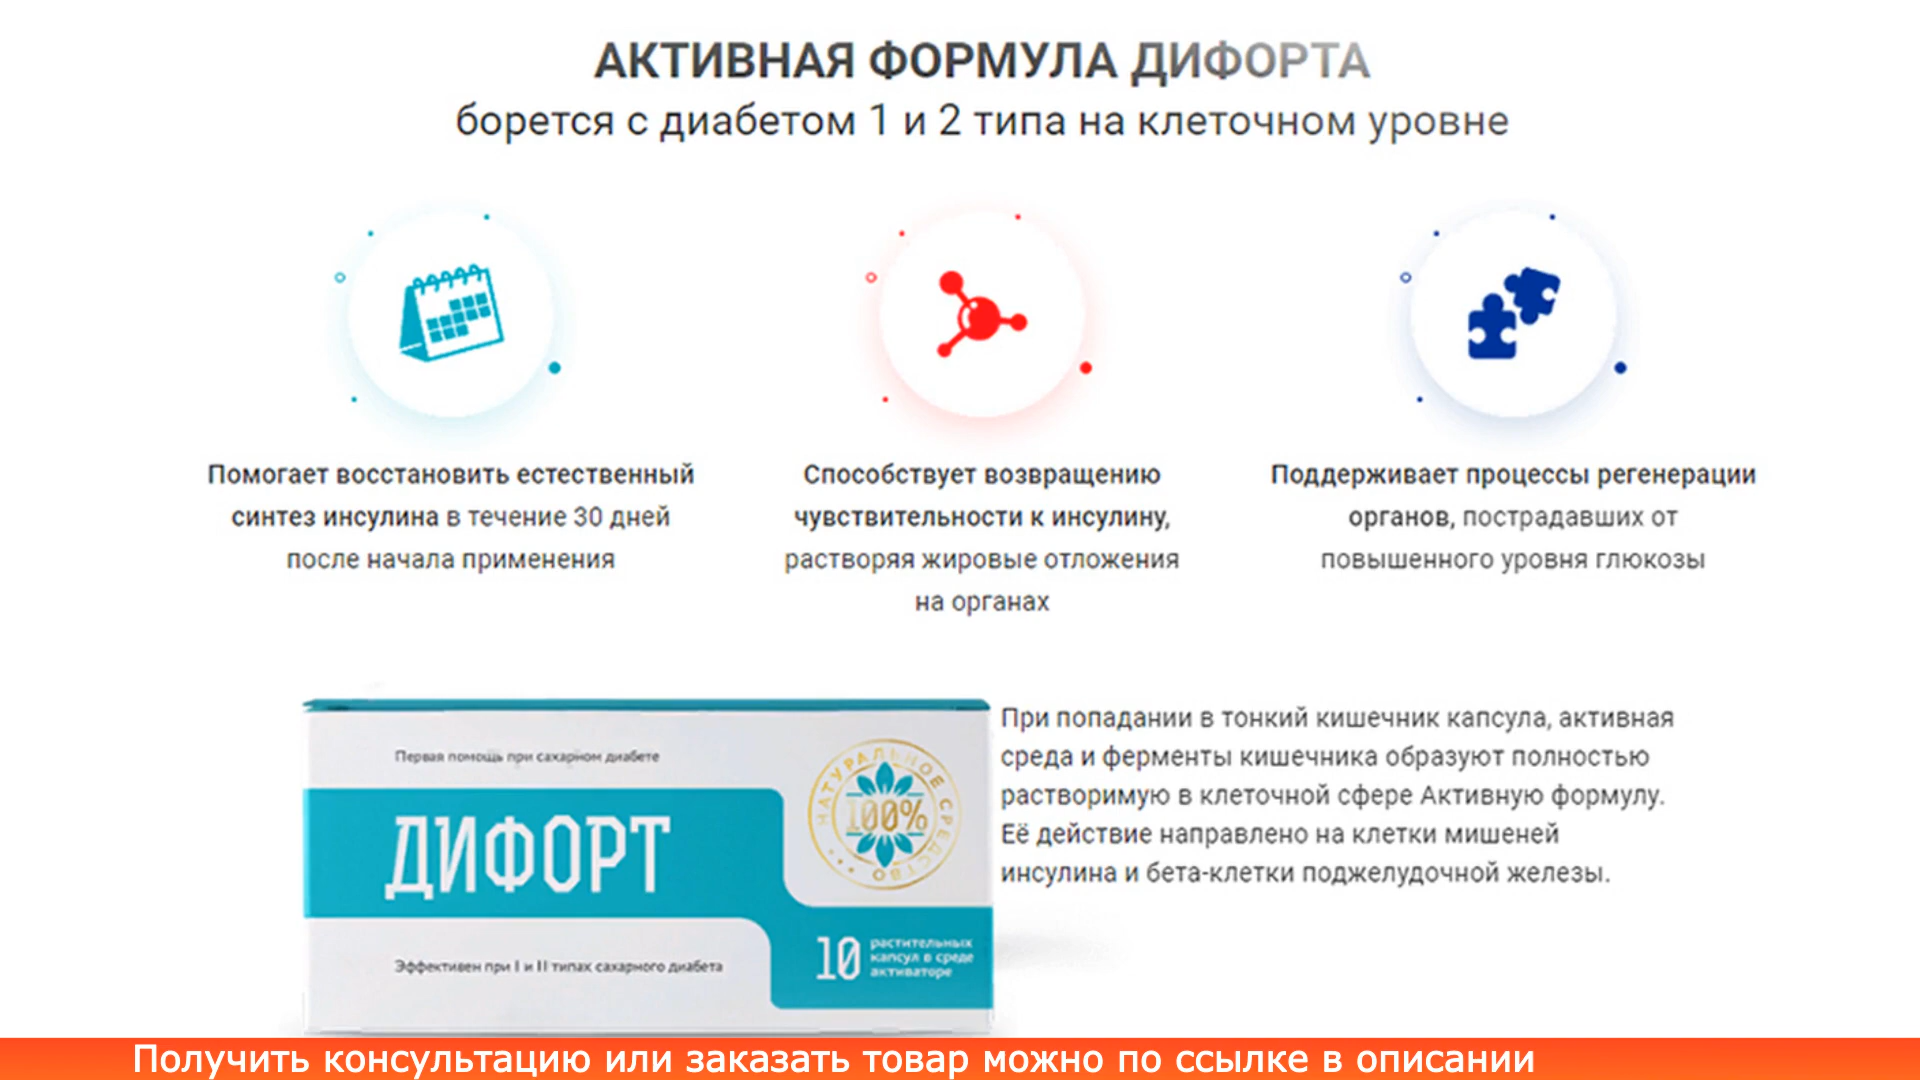 АКТИВНАЯ ФОРМУЛА ДИФОРТА
борется с диабетом 1 и 2 типа на клеточном уровне
Помогает восстановить естественный
синтез инсулина в течение 30 дней
после начала применения
Способствует возвращению
чувствительности к инсулину,
растворяя жировые отложения
на органах
Поддерживает процессы регенерации
органов, пострадавших от
повышенного уровня глюкозы
Первая помощь при сахарном диабете
ДИФОРТ
НАТУРАЛЬНОЕ СРЕДСТВО
100%
Эффективен при I и II типах сахарного диабета
10
растительных
капсул в среде
активаторе
При попадании в тонкий кишечник капсула, активная
среда и ферменты кишечника образуют полностью
растворимую в клеточной сфере Активную формулу.
Её действие направлено на клетки мишеней
инсулина и бета-клетки поджелудочной железы.
Получить консультацию или заказать товар можно по ссылке в описании